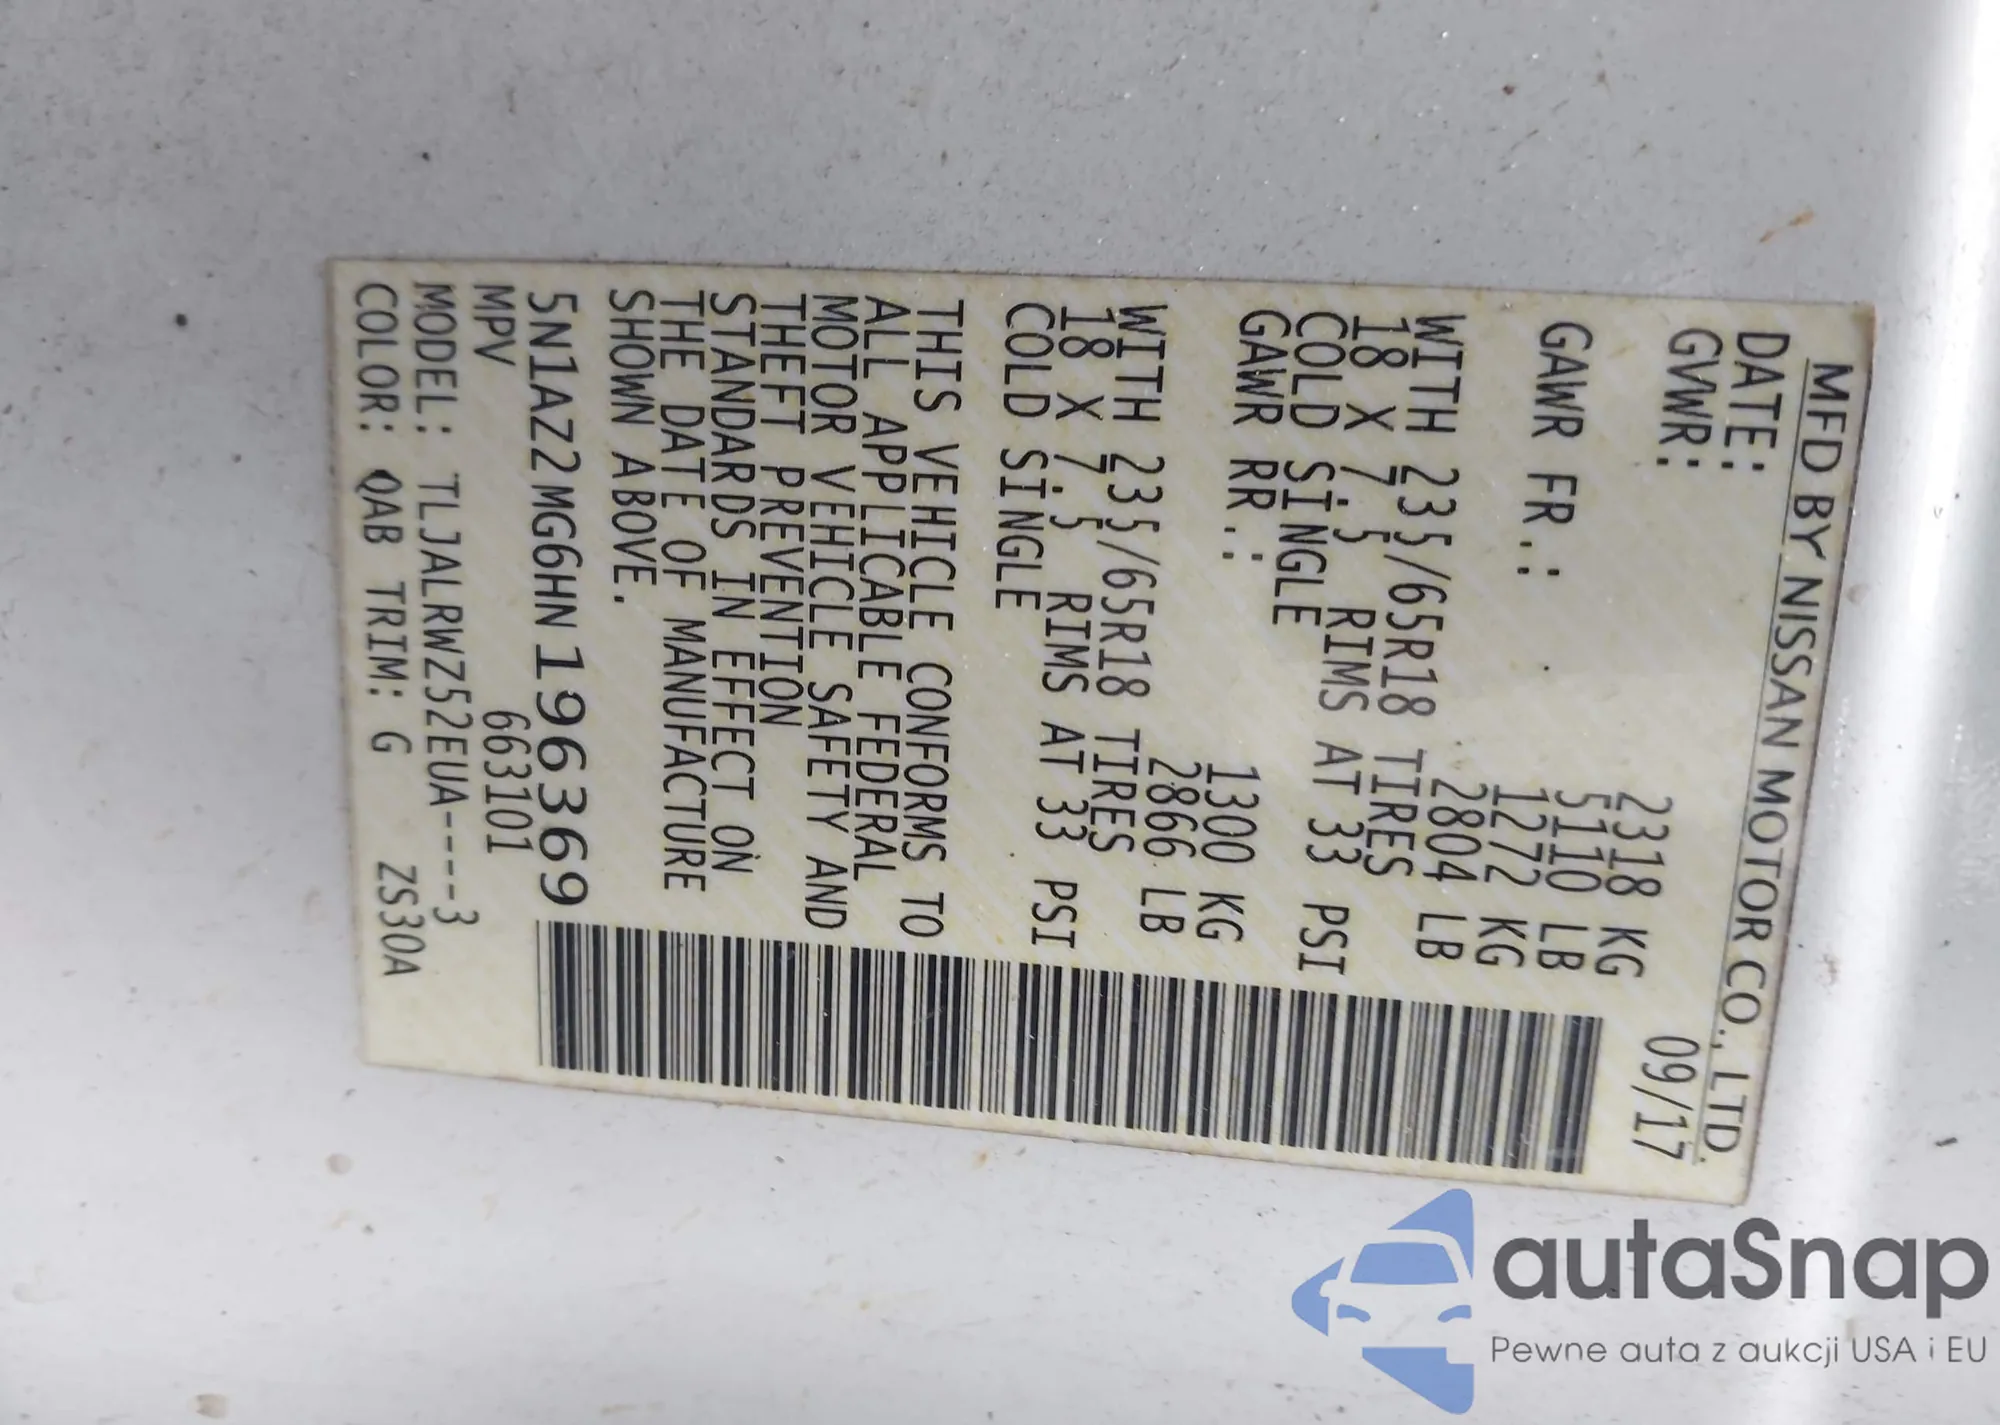 MFD BY NISSAN MOTOR CO., LTD.
DATE: 09/17
GVWR: 2318 KG
5110 LB
GAWR FR.: 1272 KG
2804 LB
WITH 235/65R18 TIRES
18 X 7.5 RIMS AT 33 PSI
COLD SINGLE
GAWR RR.: 1300 KG
2866 LB
WITH 235/65R18 TIRES
18 X 7.5 RIMS AT 33 PSI
COLD SINGLE
THIS VEHICLE CONFORMS TO
ALL APPLICABLE FEDERAL
MOTOR VEHICLE SAFETY AND
THEFT PREVENTION
STANDARDS IN EFFECT ON
THE DATE OF MANUFACTURE
SHOWN ABOVE.
5N1AZ2MG6HN196369
MPV 663101
MODEL: TLJALRWZ52EUA----3
COLOR: QAB TRIM: G ZS30A
autaSnap
Pewne auta z aukcji USA i EU